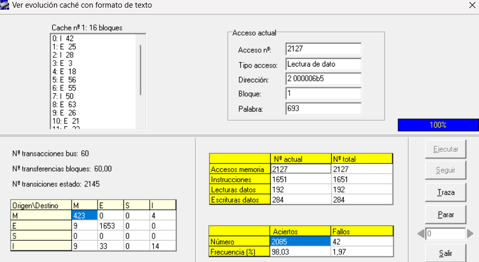 Ver evolución caché con formato de texto
Cache nº 1: 16 bloques
0: I 42
1: E 25
2: I 28
3: E 3
4: E 18
5: E 56
6: E 55
7: I 50
8: E 63
9: E 26
10: E 21
Acceso actual
Acceso nº: 2127
Tipo acceso: Lectura de dato
Dirección: 2 000006b5
Bloque: 1
Palabra: 693
100%
Nº transacciones bus: 60
Nº transferencias bloques: 60,00
Nº transiciones estado: 2145
Origen\Destino M E S I
M 423 0 0 4
E 9 1653 0 0
S 0 0 0 0
I 9 33 0 14
Nº actual Nº total
Accesos memoria 2127 2127
Instrucciones 1651 1651
Lecturas datos 192 192
Escrituras datos 284 284
Aciertos Fallos
Número 2085 42
Frecuencia (%) 98,03 1,97
Ejecutar
Seguir
Traza
Parar
0
Salir